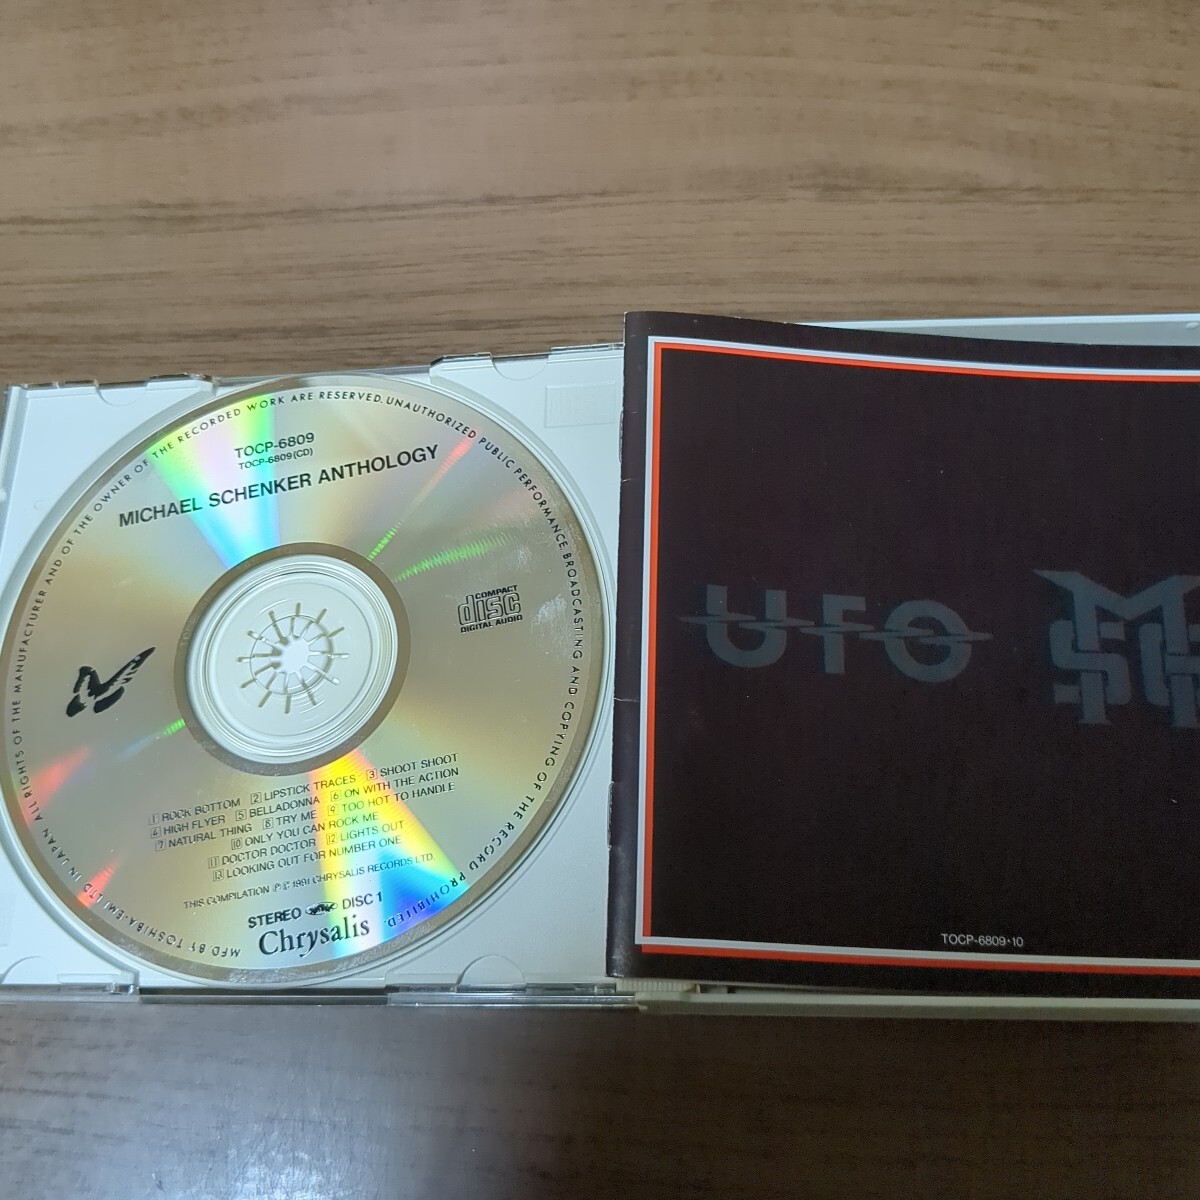 TOCP-6809
TOCP-6809(CD)
MICHAEL SCHENKER ANTHOLOGY
COMPACT
disc
DIGITAL AUDIO
1 ROCK BOTTOM 2 LIPSTICK TRACES 3 SHOOT SHOOT
4 HIGH FLYER 5 BELLADONNA 6 ON WITH THE ACTION
7 NATURAL THING 8 TRY ME 9 TOO HOT TO HANDLE
10 ONLY YOU CAN ROCK ME
11 DOCTOR DOCTOR 12 LIGHTS OUT
13 LOOKING OUT FOR NUMBER ONE
THIS COMPILATION ℗ © 1991 CHRYSALIS RECORDS LTD.
STEREO DISC 1
Chrysalis
MFD BY TOSHIBA-EMI LTD IN JAPAN. ALL RIGHTS OF THE MANUFACTURER AND OF THE OWNER OF THE RECORDED WORK ARE RESERVED. UNAUTHORIZED PUBLIC PERFORMANCE, BROADCASTING AND COPYING OF THE RECORD PROHIBITED.
UFO
TOCP-6809・10